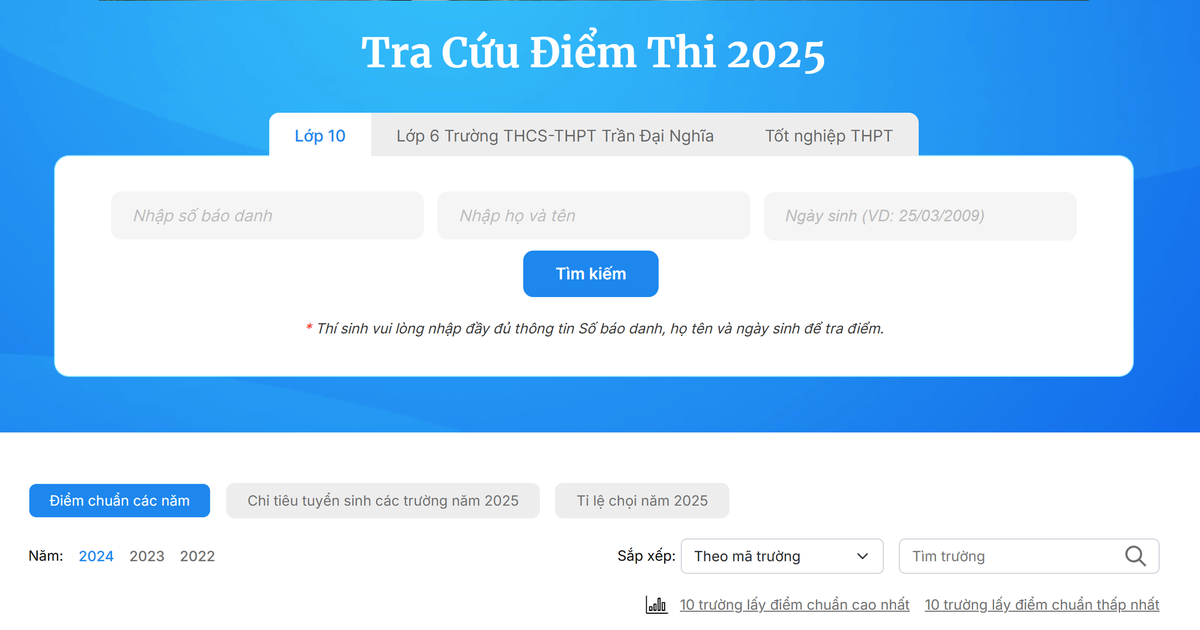 Tra Cứu Điểm Thi 2025
Lớp 10 Lớp 6 Trường THCS-THPT Trần Đại Nghĩa Tốt nghiệp THPT
Nhập số báo danh Nhập họ và tên Ngày sinh (VD: 25/03/2009)
Tìm kiếm
* Thí sinh vui lòng nhập đầy đủ thông tin Số báo danh, họ tên và ngày sinh để tra điểm.
Điểm chuẩn các năm Chỉ tiêu tuyển sinh các trường năm 2025 Tỉ lệ chọi năm 2025
Năm: 2024 2023 2022 Sắp xếp: Theo mã trường Tìm trường
10 trường lấy điểm chuẩn cao nhất 10 trường lấy điểm chuẩn thấp nhất